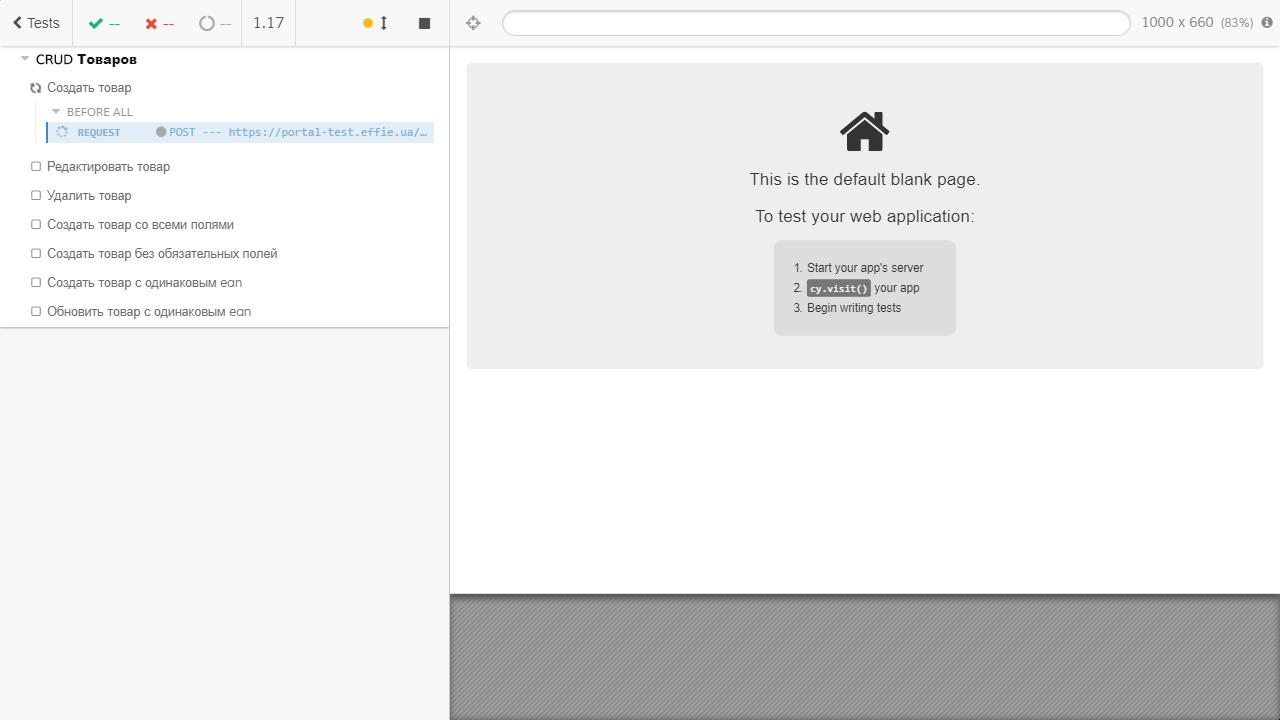 Tests
--
--
--
1.17
1000 x 660 (83%)
CRUD Товаров
Создать товар
BEFORE ALL
REQUEST POST --- https://portal-test.effie.ua/…
Редактировать товар
Удалить товар
Создать товар со всеми полями
Создать товар без обязательных полей
Создать товар с одинаковым ean
Обновить товар с одинаковым ean
This is the default blank page.
To test your web application:
1. Start your app's server
2. cy.visit() your app
3. Begin writing tests